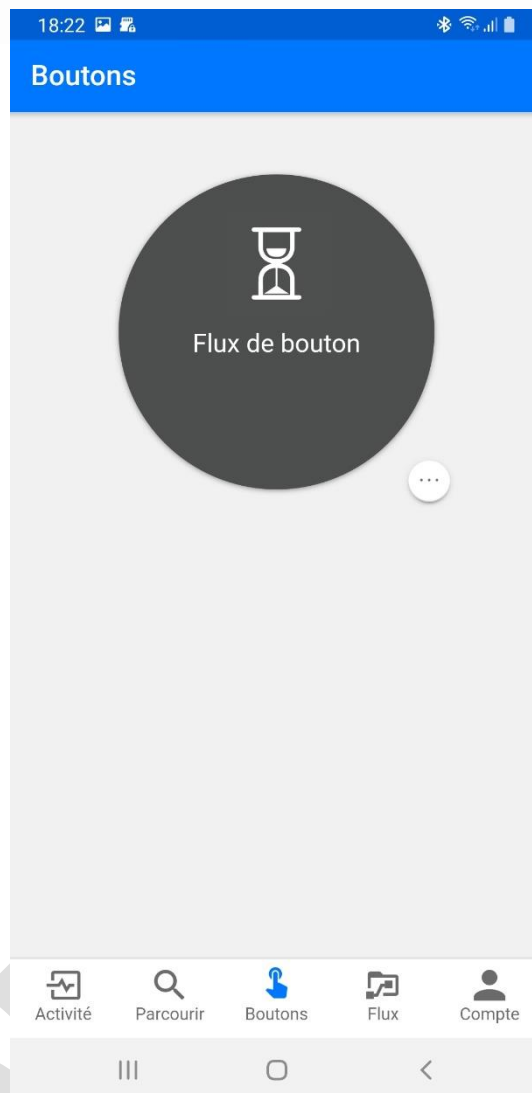 18:22
Boutons
Flux de bouton
Activité
Parcourir
Boutons
Flux
Compte